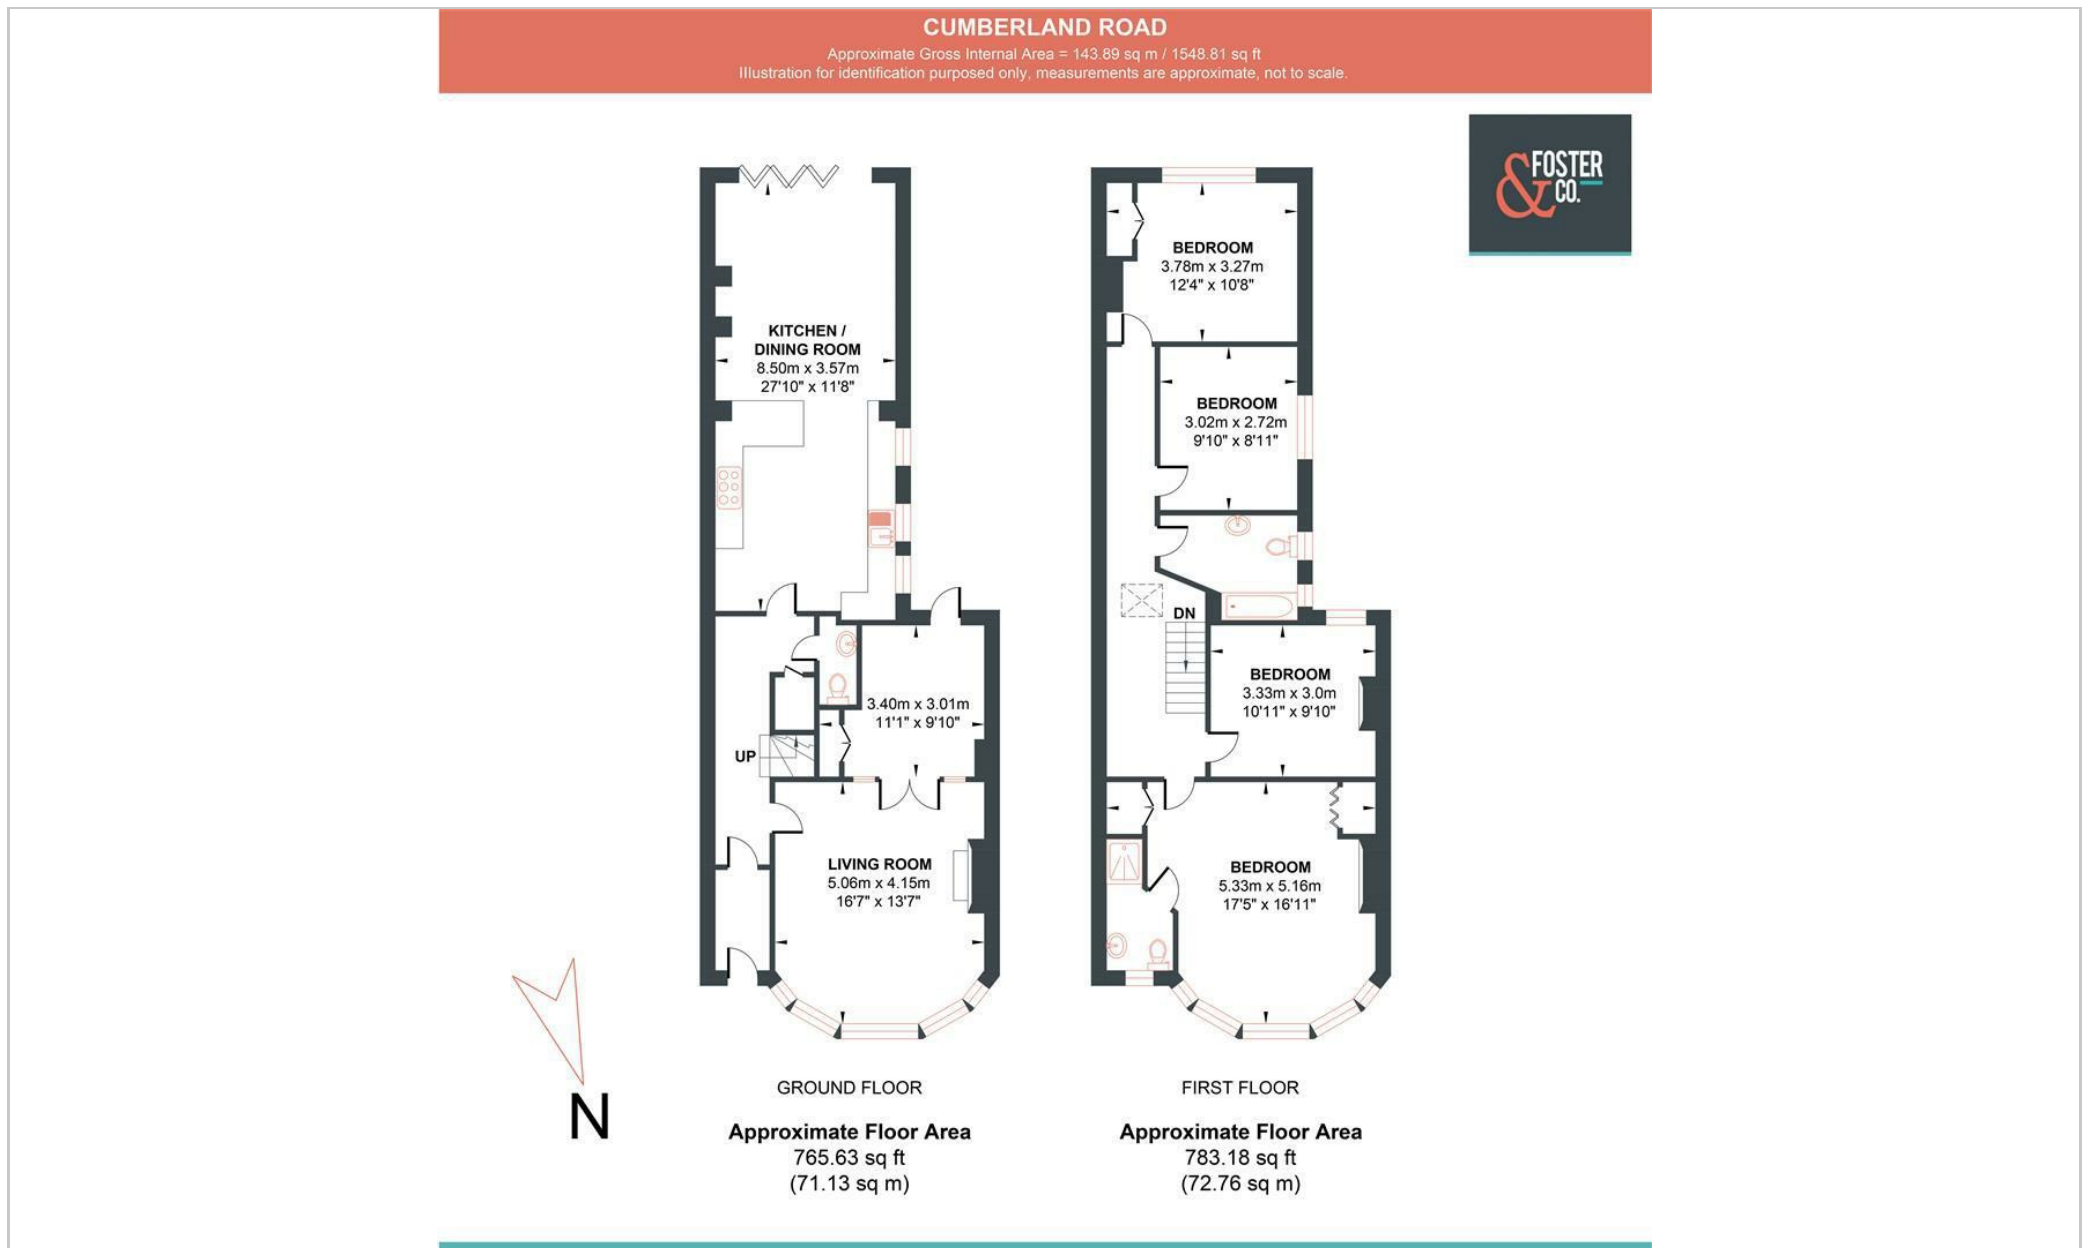 CUMBERLAND ROAD
Approximate Gross Internal Area = 143.89 sq m / 1548.81 sq ft
Illustration for identification purposed only, measurements are approximate, not to scale.
& FOSTER
CO.
KITCHEN /
DINING ROOM
8.50m x 3.57m
27'10" x 11'8"
3.40m x 3.01m
11'1" x 9'10"
UP
LIVING ROOM
5.06m x 4.15m
16'7" x 13'7"
BEDROOM
3.78m x 3.27m
12'4" x 10'8"
BEDROOM
3.02m x 2.72m
9'10" x 8'11"
DN
BEDROOM
3.33m x 3.0m
10'11" x 9'10"
BEDROOM
5.33m x 5.16m
17'5" x 16'11"
N
GROUND FLOOR
Approximate Floor Area
765.63 sq ft
(71.13 sq m)
FIRST FLOOR
Approximate Floor Area
783.18 sq ft
(72.76 sq m)